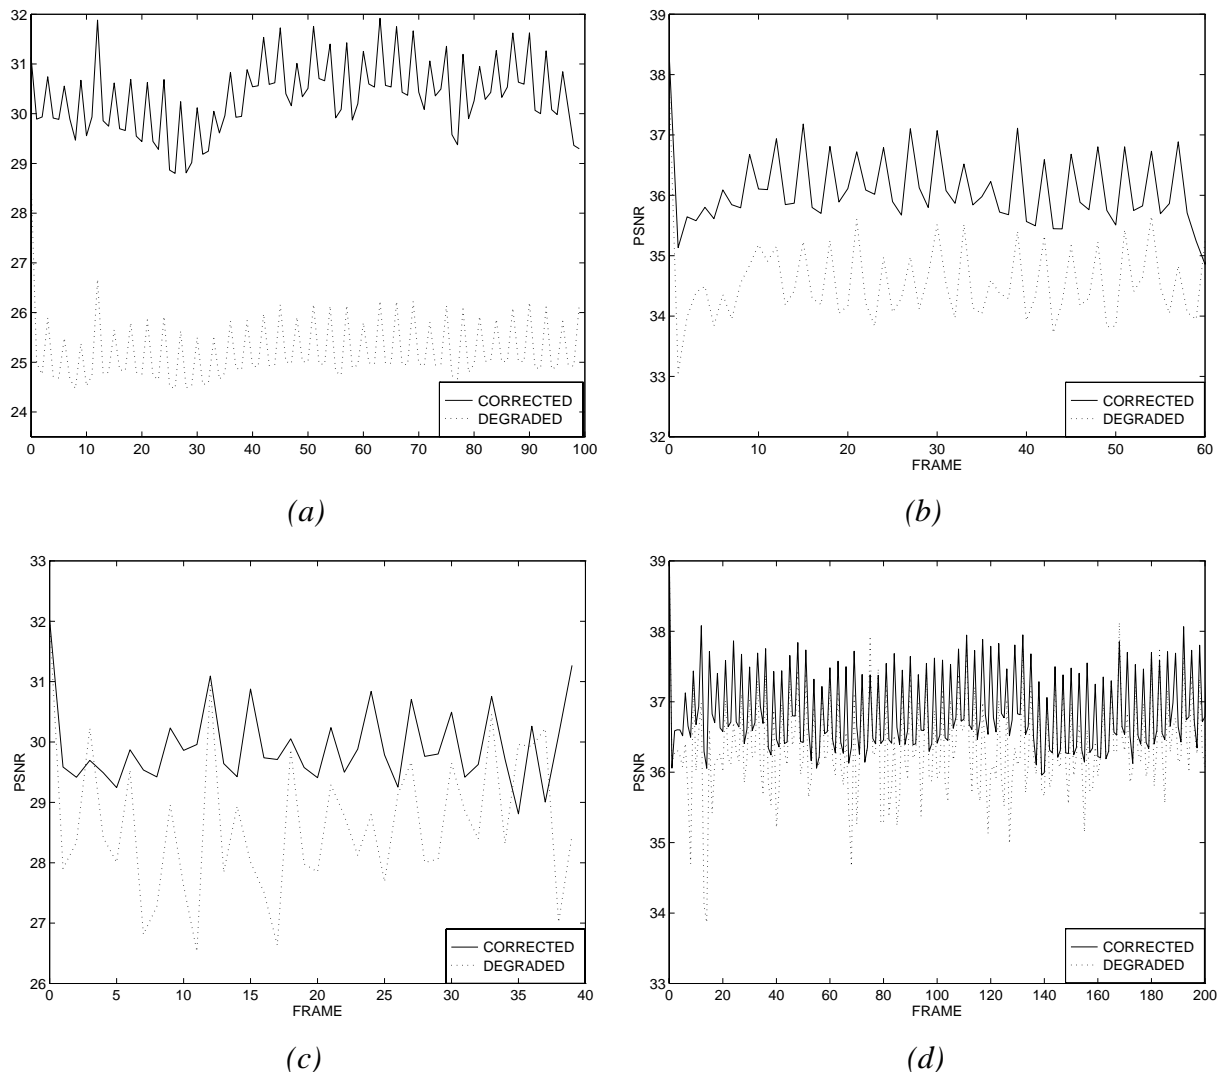 32
31
30
29
28
27
26
25
24
0 10 20 30 40 50 60 70 80 90 100
CORRECTED
DEGRADED
(a)
39
38
37
36
35
34
33
32
PSNR
0 10 20 30 40 50 60
FRAME
CORRECTED
DEGRADED
(b)
33
32
31
30
29
28
27
26
PSNR
0 5 10 15 20 25 30 35 40
FRAME
CORRECTED
DEGRADED
(c)
39
38
37
36
35
34
33
PSNR
0 20 40 60 80 100 120 140 160 180 200
FRAME
CORRECTED
DEGRADED
(d)